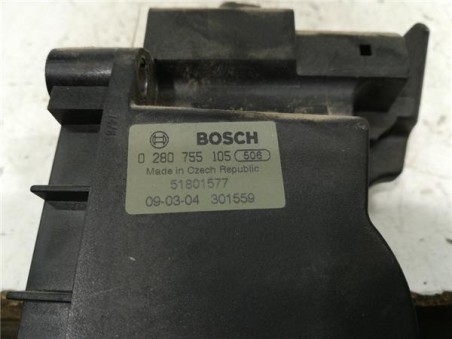 BOSCH
0 280 755 105 506
Made in Czech Republic
51801577
09-03-04 301559